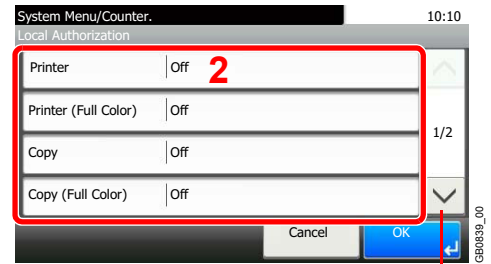 System Menu/Counter. 10:10
Local Authorization
Printer Off 2
Printer (Full Color) Off
1/2
Copy Off
Copy (Full Color) Off
Cancel OK
GB0839_00